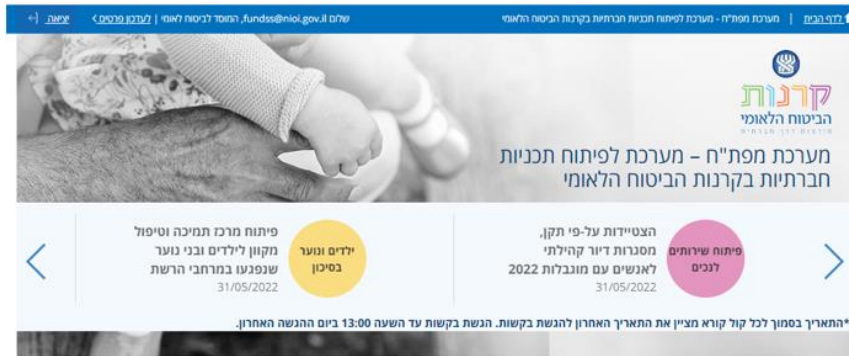 לדף הבית | מערכת מפת"ח - מערכת לפיתוח תכניות חברתיות בקרנות הביטוח הלאומי
שלום fundss@nioi.gov.il, המוסד לביטוח לאומי | לעדכון פרטים
יציאה
קרנות
הביטוח הלאומי
מערכת מפת"ח – מערכת לפיתוח תכניות
חברתיות בקרנות הביטוח הלאומי
פיתוח שירותים
לנכים
הצטיידות על-פי תקן,
מסגרות דיור קהילתי
לאנשים עם מוגבלות 2022
31/05/2022
ילדים ונוער
בסיכון
פיתוח מרכז תמיכה וטיפול
מקוון לילדים ובני נוער
שנפגעו במרחבי הרשת
31/05/2022
*התאריך בסמוך לכל קול קורא מציין את התאריך האחרון להגשת בקשות. הגשת בקשות עד השעה 13:00 ביום ההגשה האחרון.